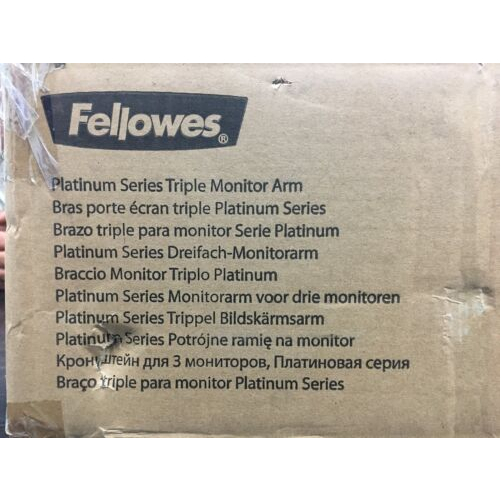 Fellowes®
Platinum Series Triple Monitor Arm
Bras porte écran triple Platinum Series
Brazo triple para monitor Serie Platinum
Platinum Series Dreifach-Monitorarm
Braccio Monitor Triplo Platinum
Platinum Series Monitorarm voor drie monitoren
Platinum Series Trippel Bildskärmsarm
Platinum Series Potrójne ramię na monitor
Кронштейн для 3 мониторов, Платиновая серия
Braço triple para monitor Platinum Series